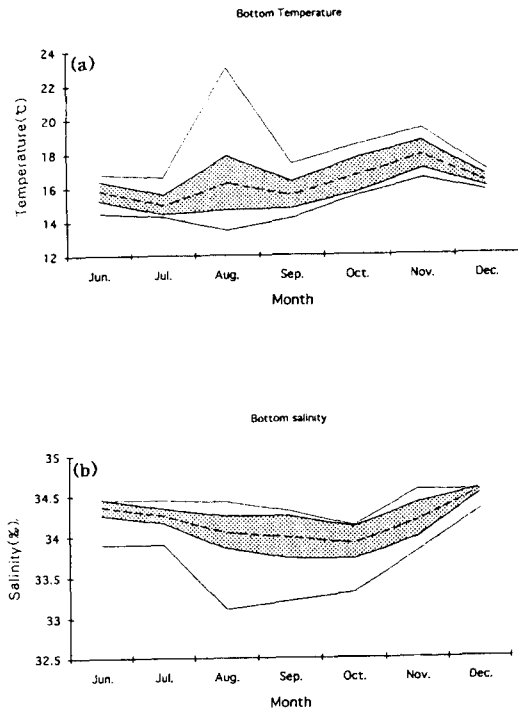 Bottom Temperature
(a)
Temperature(℃)
24
22
20
18
16
14
12
Jun. Jul. Aug. Sep. Oct. Nov. Dec.
Month
Bottom salinity
(b)
Salinity(‰).
35
34.5
34
33.5
33
32.5
Jun. Jul. Aug. Sep. Oct. Nov. Dec.
Month